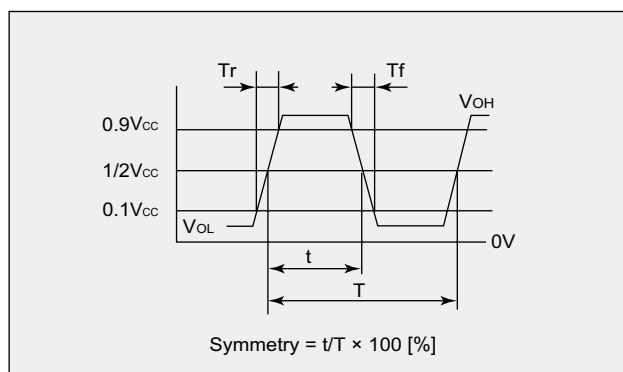 Tr Tf
VOH
0.9Vcc
1/2Vcc
0.1Vcc
VOL
0V
t
T
Symmetry = t/T × 100 [%]